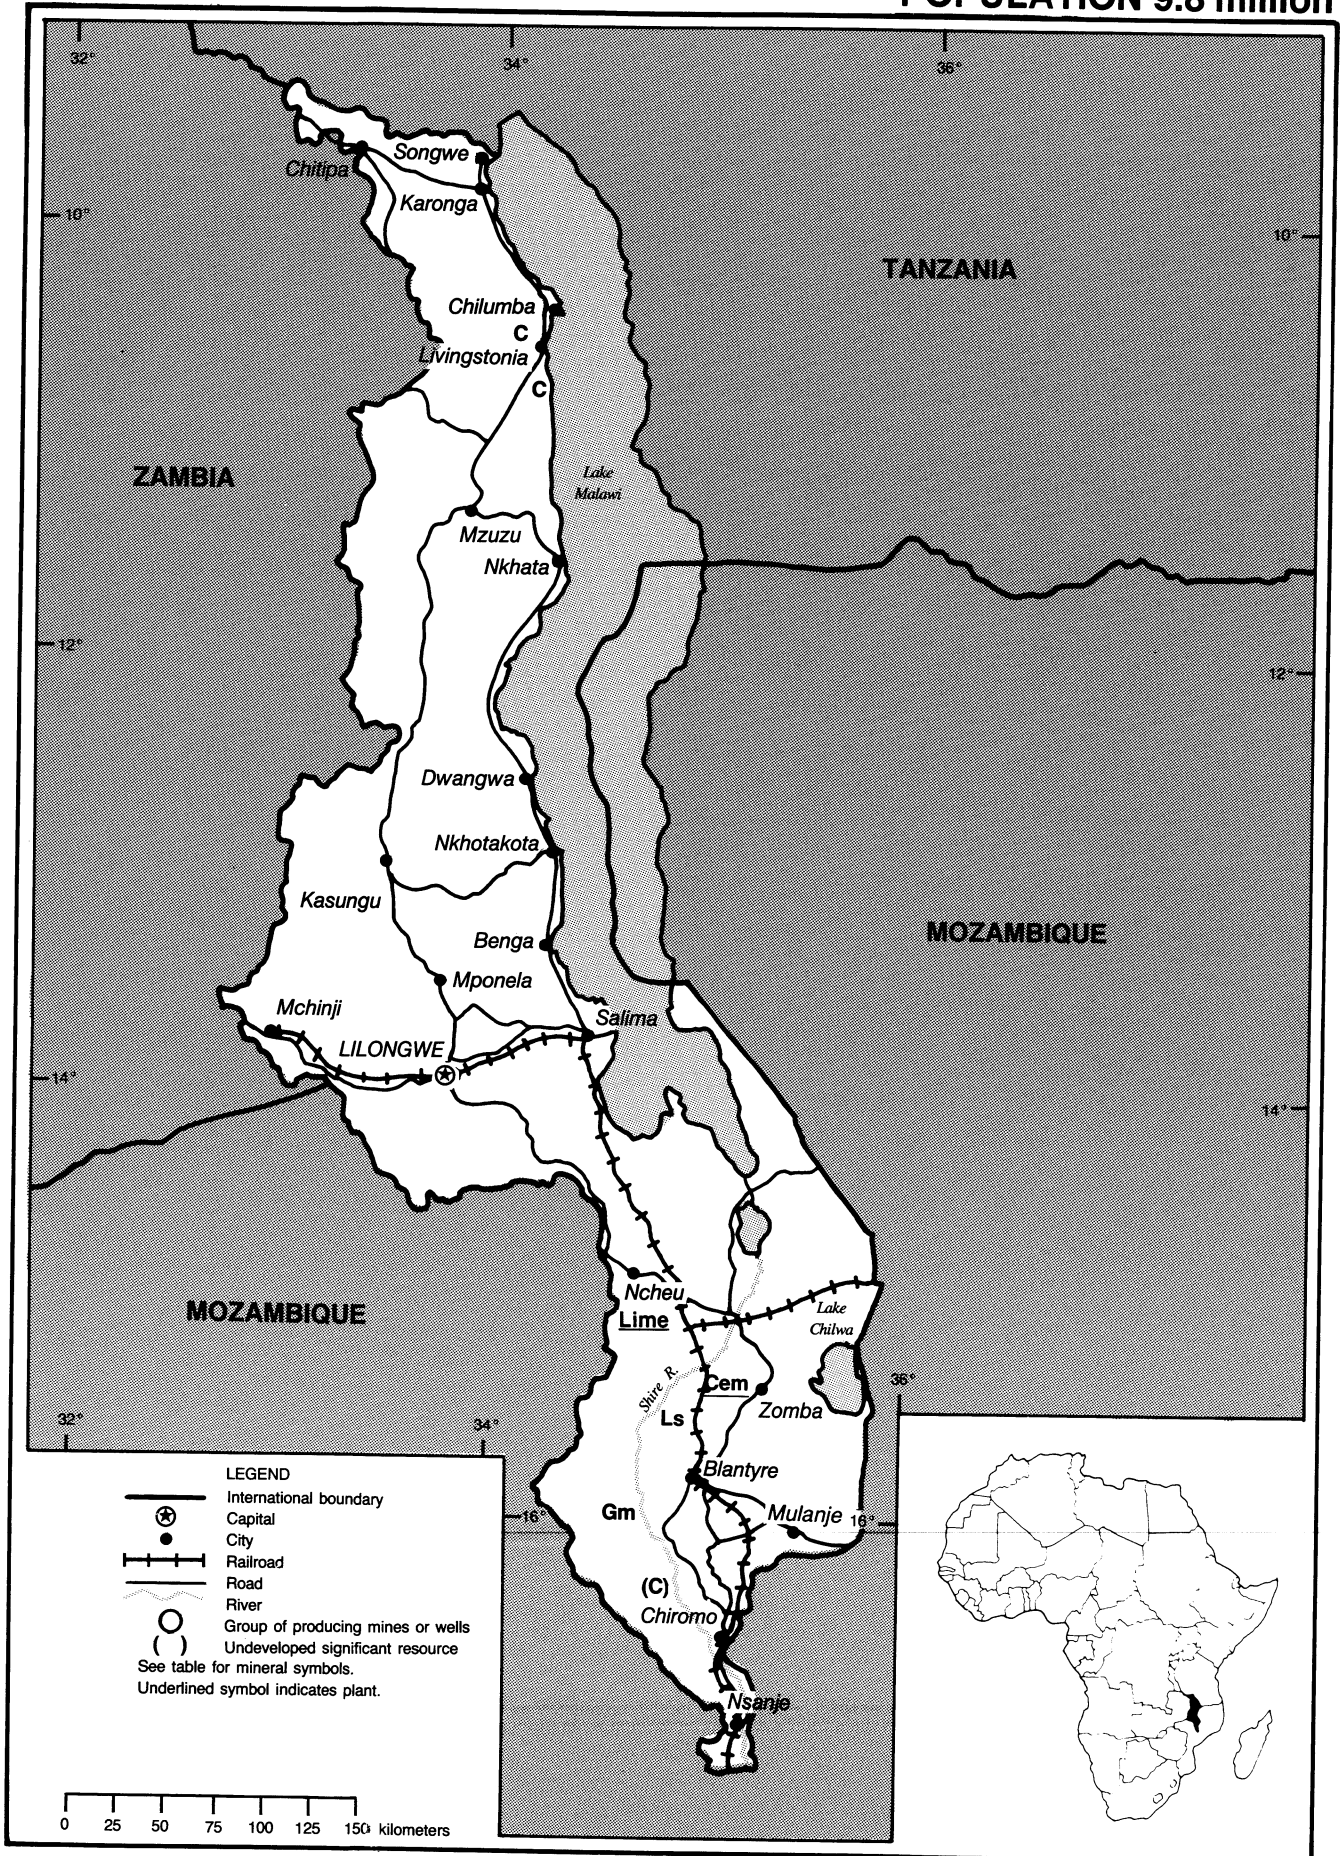 POPULATION 9.8 million
32°
34°
36°
Songwe
Chitipa
Karonga
10°
10°
TANZANIA
Chilumba
C
Livingstonia
C
ZAMBIA
Lake
Malawi
Mzuzu
Nkhata
12°
12°
Dwangwa
Nkhotakota
Kasungu
MOZAMBIQUE
Benga
Mponela
Mchinji
Salima
LILONGWE
14°
14°
Ncheu
MOZAMBIQUE
Lime
Lake
Chilwa
Shire R.
36°
Cem
Zomba
Ls
32°
34°
Blantyre
Gm
Mulanje
16°
16°
(C)
Chiromo
Nsanje
LEGEND
International boundary
Capital
City
Railroad
Road
River
Group of producing mines or wells
( ) Undeveloped significant resource
See table for mineral symbols.
Underlined symbol indicates plant.
0 25 50 75 100 125 150 kilometers